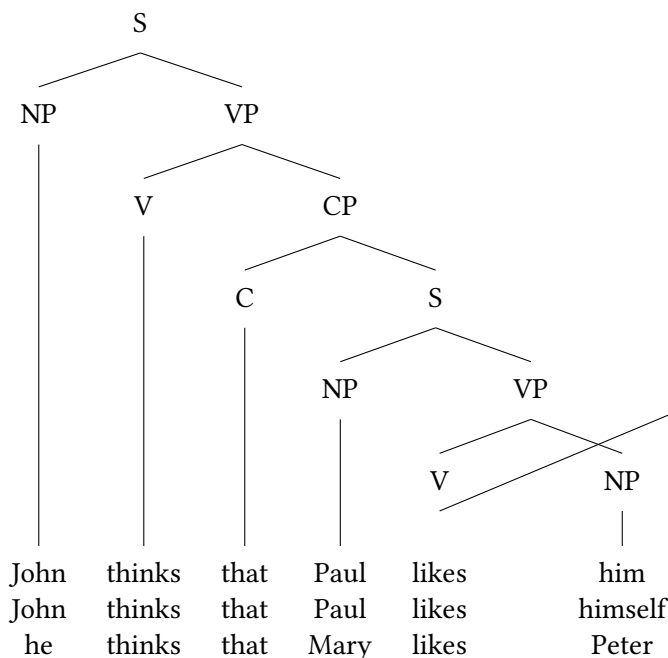 S
NP VP
V CP
C S
NP VP
V NP
John thinks that Paul likes him
John thinks that Paul likes himself
he thinks that Mary likes Peter